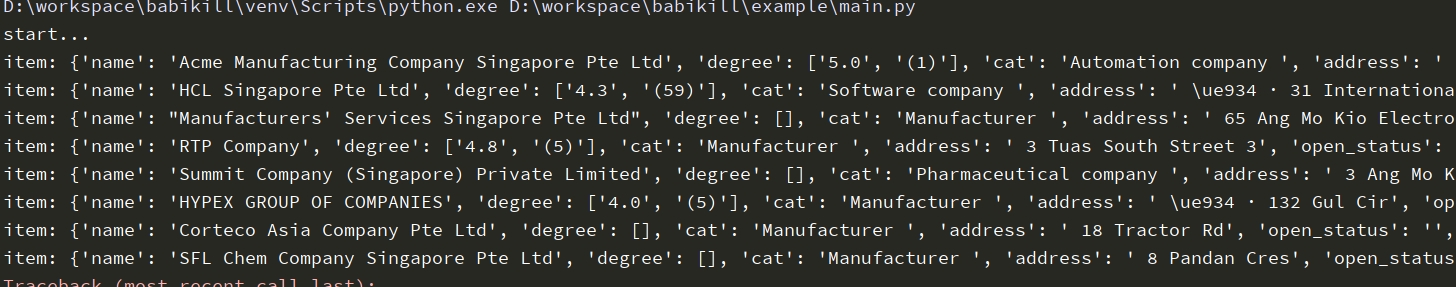 D:\workspace\babikill\venv\Scripts\python.exe D:\workspace\babikill\example\main.py
start...
item: {'name': 'Acme Manufacturing Company Singapore Pte Ltd', 'degree': ['5.0', '(1)'], 'cat': 'Automation company ', 'address': '
item: {'name': 'HCL Singapore Pte Ltd', 'degree': ['4.3', '(59)'], 'cat': 'Software company ', 'address': ' \ue934 · 31 Internationa
item: {'name': "Manufacturers' Services Singapore Pte Ltd", 'degree': [], 'cat': 'Manufacturer ', 'address': ' 65 Ang Mo Kio Electro
item: {'name': 'RTP Company', 'degree': ['4.8', '(5)'], 'cat': 'Manufacturer ', 'address': ' 3 Tuas South Street 3', 'open_status':
item: {'name': 'Summit Company (Singapore) Private Limited', 'degree': [], 'cat': 'Pharmaceutical company ', 'address': ' 3 Ang Mo K
item: {'name': 'HYPEX GROUP OF COMPANIES', 'degree': ['4.0', '(5)'], 'cat': 'Manufacturer ', 'address': ' \ue934 · 132 Gul Cir', 'op
item: {'name': 'Corteco Asia Company Pte Ltd', 'degree': [], 'cat': 'Manufacturer ', 'address': ' 18 Tractor Rd', 'open_status': '',
item: {'name': 'SFL Chem Company Singapore Pte Ltd', 'degree': [], 'cat': 'Manufacturer ', 'address': ' 8 Pandan Cres', 'open_status
Traceback (most recent call last):